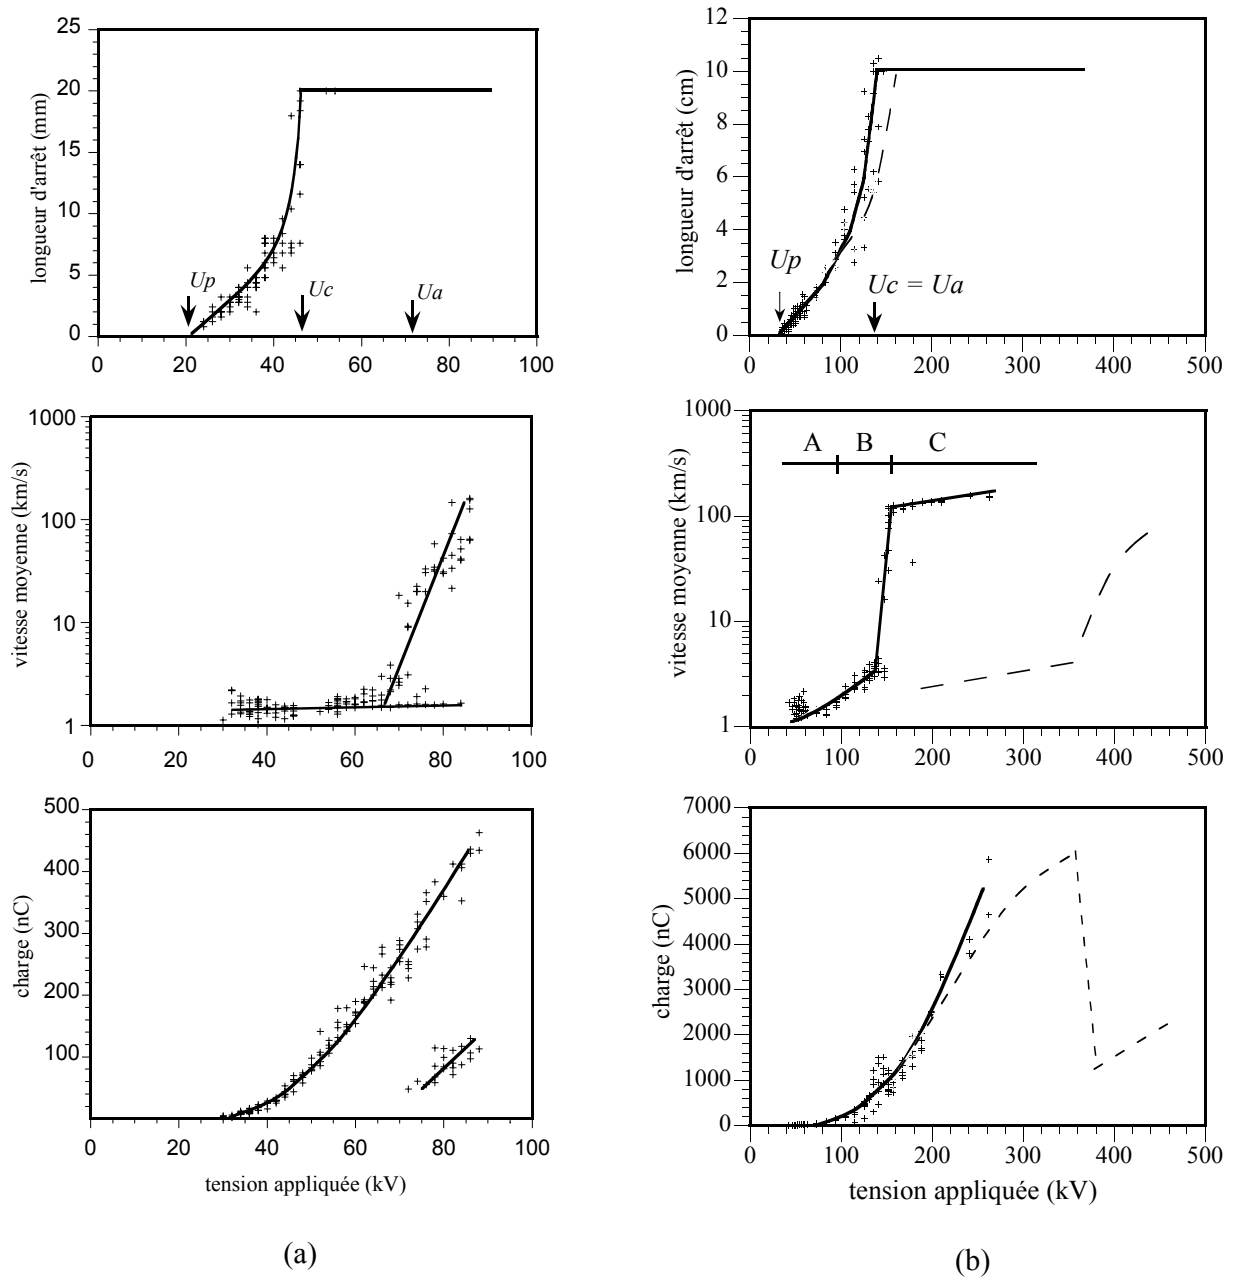 25
20
15
10
5
0
longueur d'arrêt (mm)
Up
Uc
Ua
0 20 40 60 80 100
12
10
8
6
4
2
0
longueur d'arrêt (cm)
Up
Uc = Ua
0 100 200 300 400 500
1000
100
10
1
vitesse moyenne (km/s)
0 20 40 60 80 100
1000
100
10
1
vitesse moyenne (km/s)
A B C
0 100 200 300 400 500
500
400
300
200
100
charge (nC)
0 20 40 60 80 100
tension appliquée (kV)
(a)
7000
6000
5000
4000
3000
2000
1000
0
charge (nC)
0 100 200 300 400 500
tension appliquée (kV)
(b)